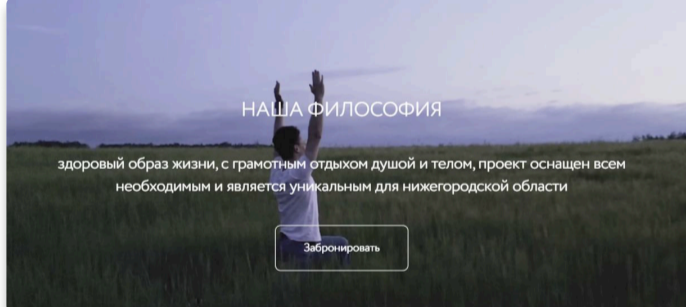 НАША ФИЛОСОФИЯ
здоровый образ жизни, с грамотным отдыхом душой и телом, проект оснащен всем
необходимым и является уникальным для нижегородской области
Забронировать